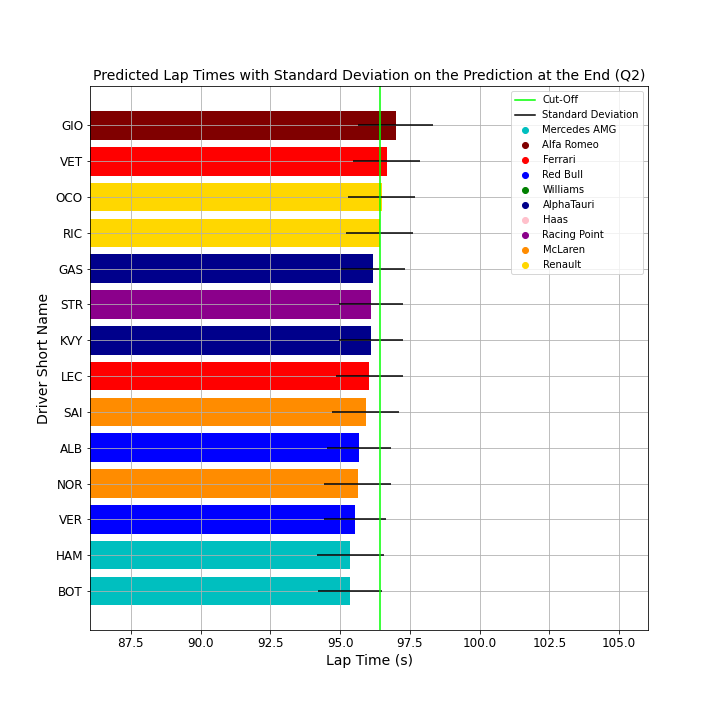 Predicted Lap Times with Standard Deviation on the Prediction at the End (Q2)
Cut-Off
Standard Deviation
Mercedes AMG
Alfa Romeo
Ferrari
Red Bull
Williams
AlphaTauri
Haas
Racing Point
McLaren
Renault
Driver Short Name
GIO
VET
OCO
RIC
GAS
STR
KVY
LEC
SAI
ALB
NOR
VER
HAM
BOT
87.5 90.0 92.5 95.0 97.5 100.0 102.5 105.0
Lap Time (s)